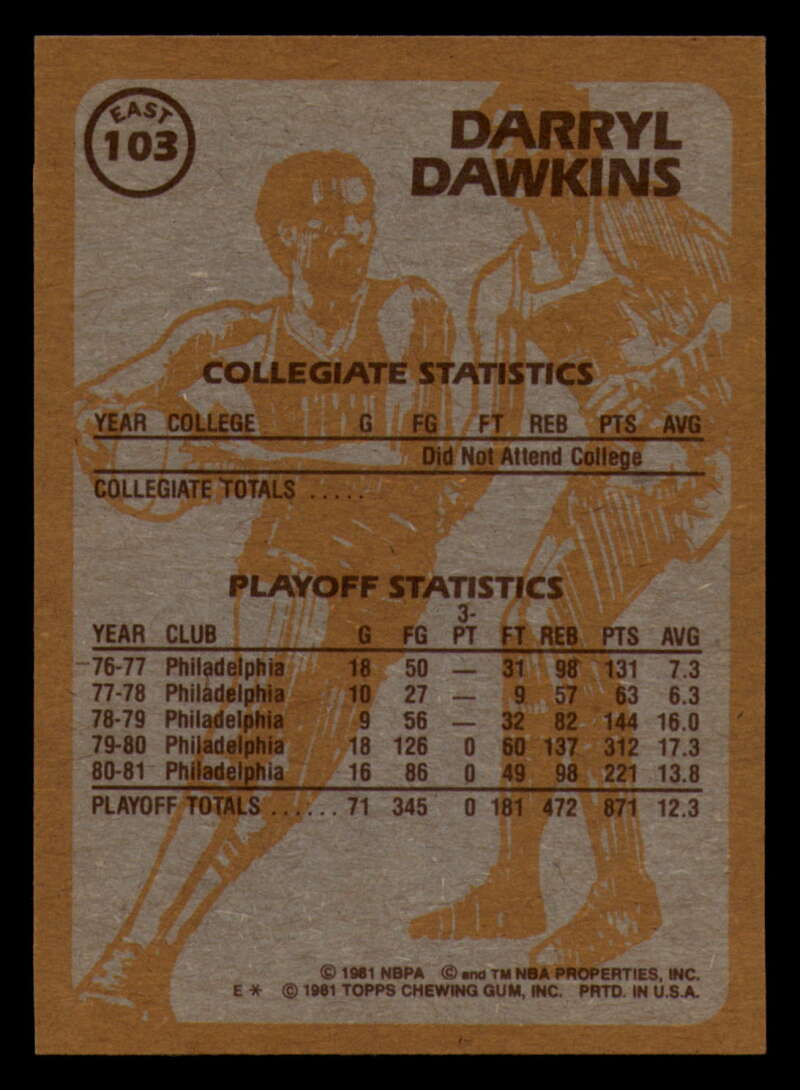 EAST
103
DARRYL
DAWKINS
COLLEGIATE STATISTICS
YEAR COLLEGE G FG FT REB PTS AVG
Did Not Attend College
COLLEGIATE TOTALS .....
PLAYOFF STATISTICS
YEAR CLUB G FG 3-PT FT REB PTS AVG
76-77 Philadelphia 18 50 — 31 98 131 7.3
77-78 Philadelphia 10 27 — 9 57 63 6.3
78-79 Philadelphia 9 56 — 32 82 144 16.0
79-80 Philadelphia 18 126 0 60 137 312 17.3
80-81 Philadelphia 16 86 0 49 98 221 13.8
PLAYOFF TOTALS ...... 71 345 0 181 472 871 12.3
© 1981 NBPA © and TM NBA PROPERTIES, INC.
E * © 1981 TOPPS CHEWING GUM, INC. PRTD. IN U.S.A.